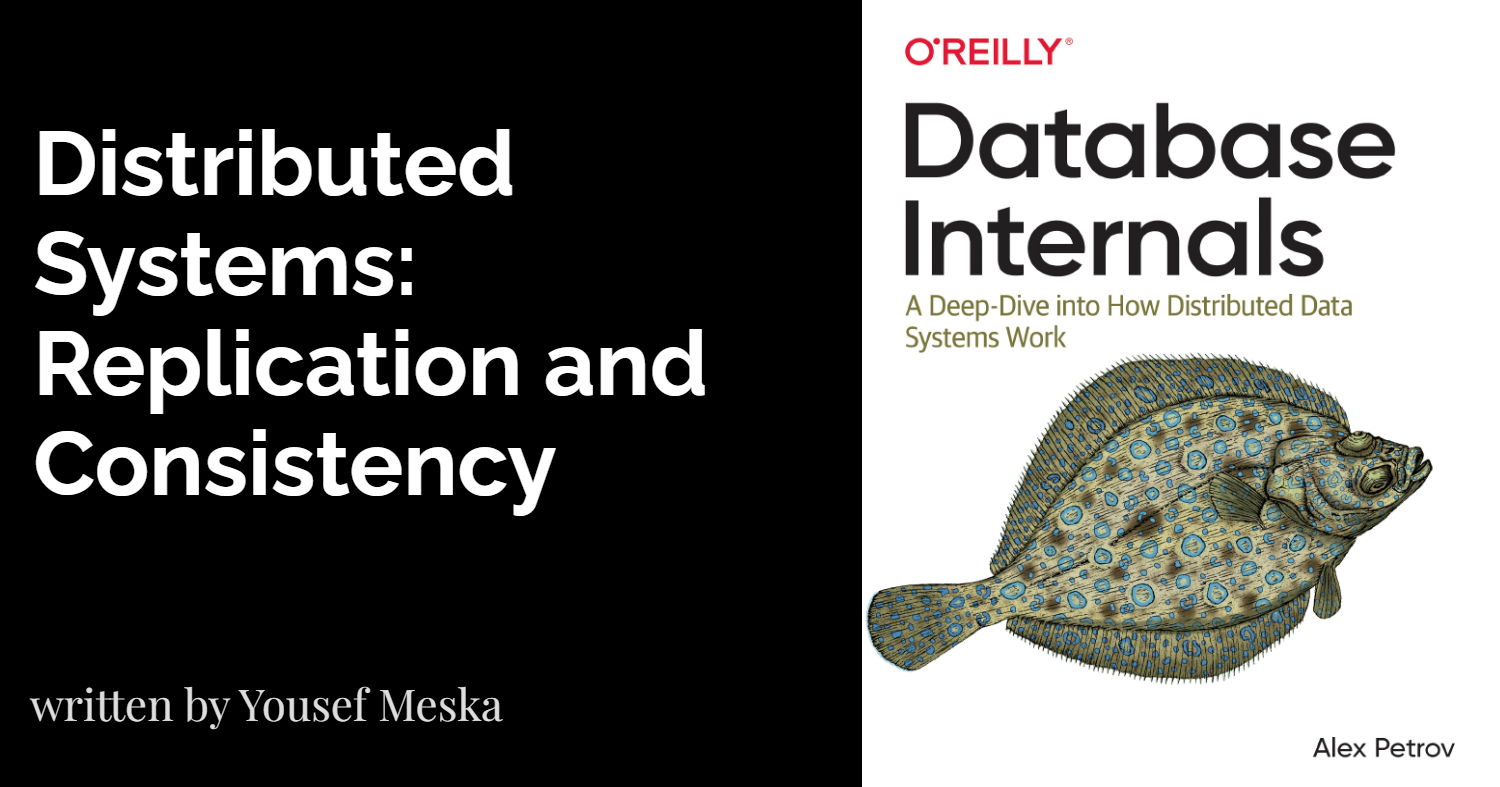 Distributed
Systems:
Replication and
Consistency
written by Yousef Meska
O'REILLY®
Database
Internals
A Deep-Dive into How Distributed Data
Systems Work
Alex Petrov